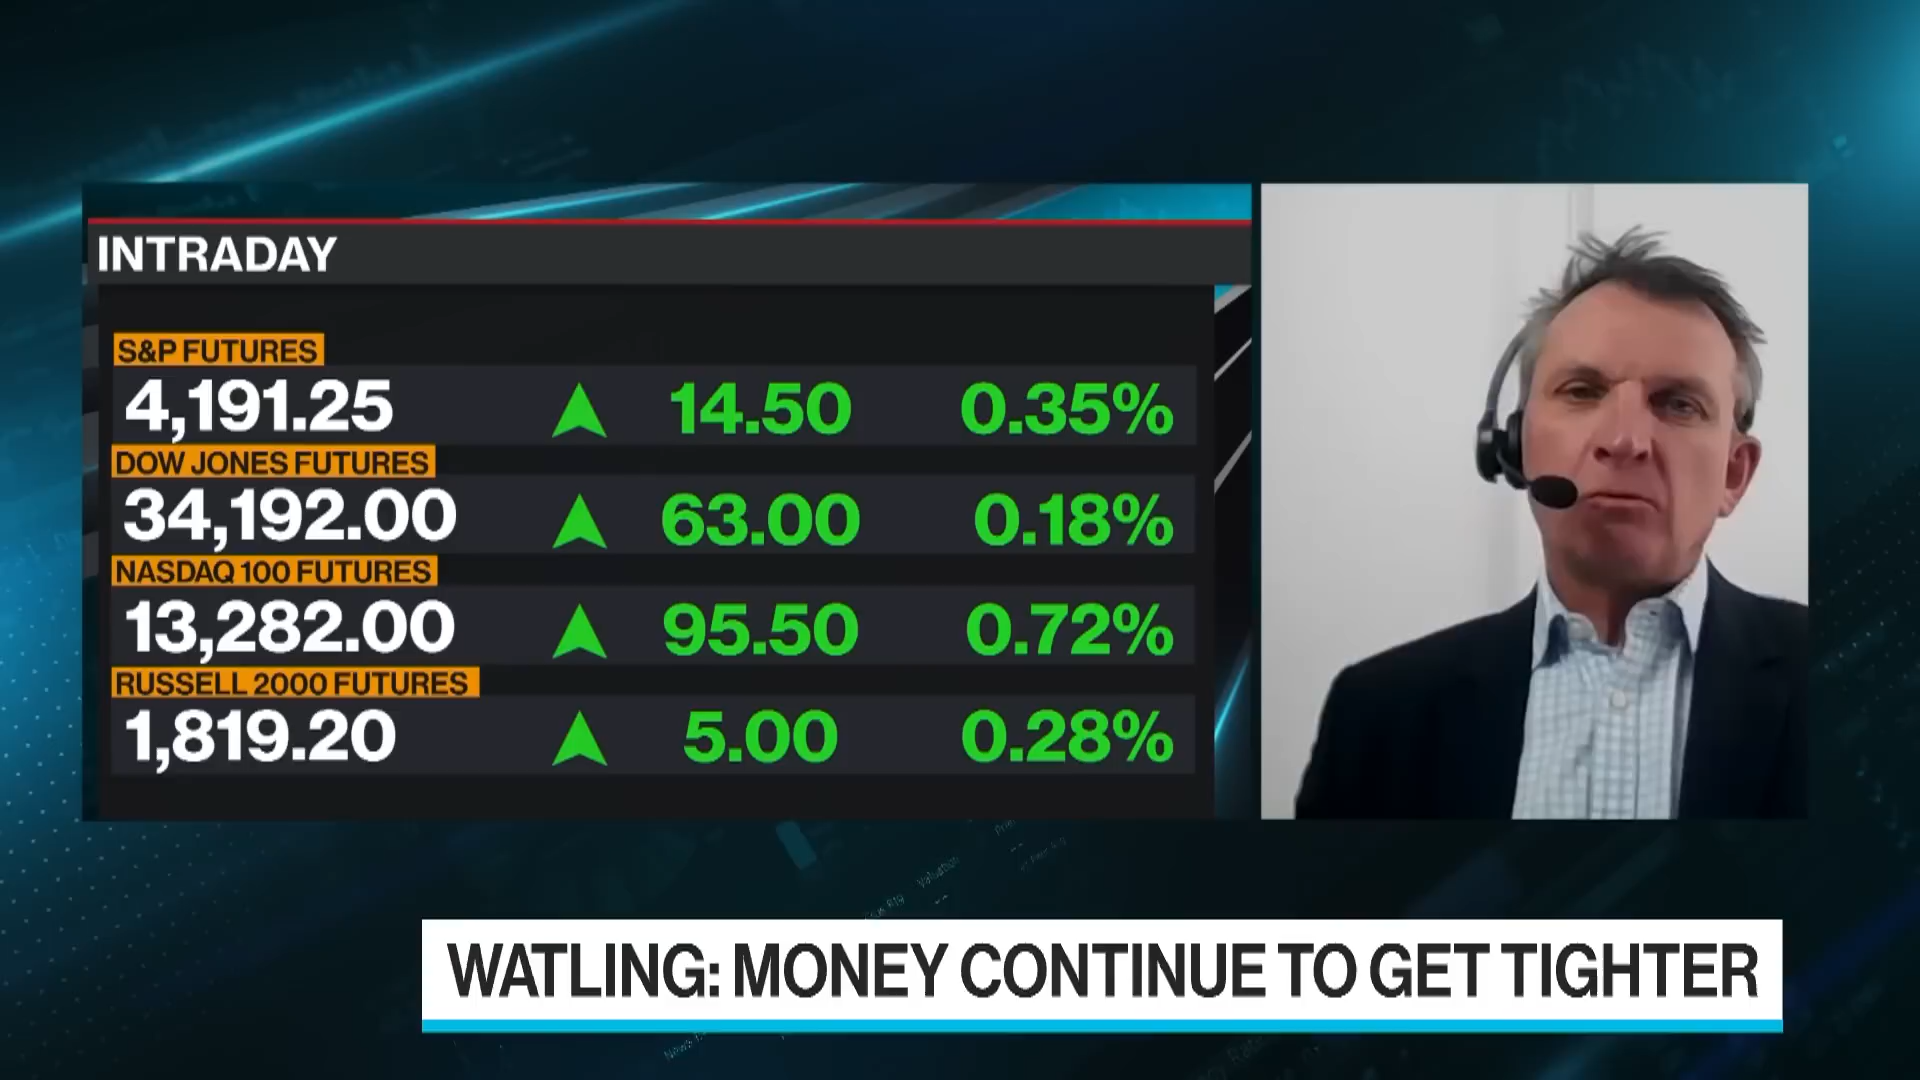 INTRADAY
S&P FUTURES
4,191.25 ▲ 14.50 0.35%
DOW JONES FUTURES
34,192.00 ▲ 63.00 0.18%
NASDAQ 100 FUTURES
13,282.00 ▲ 95.50 0.72%
RUSSELL 2000 FUTURES
1,819.20 ▲ 5.00 0.28%
Valuation
WATLING: MONEY CONTINUE TO GET TIGHTER